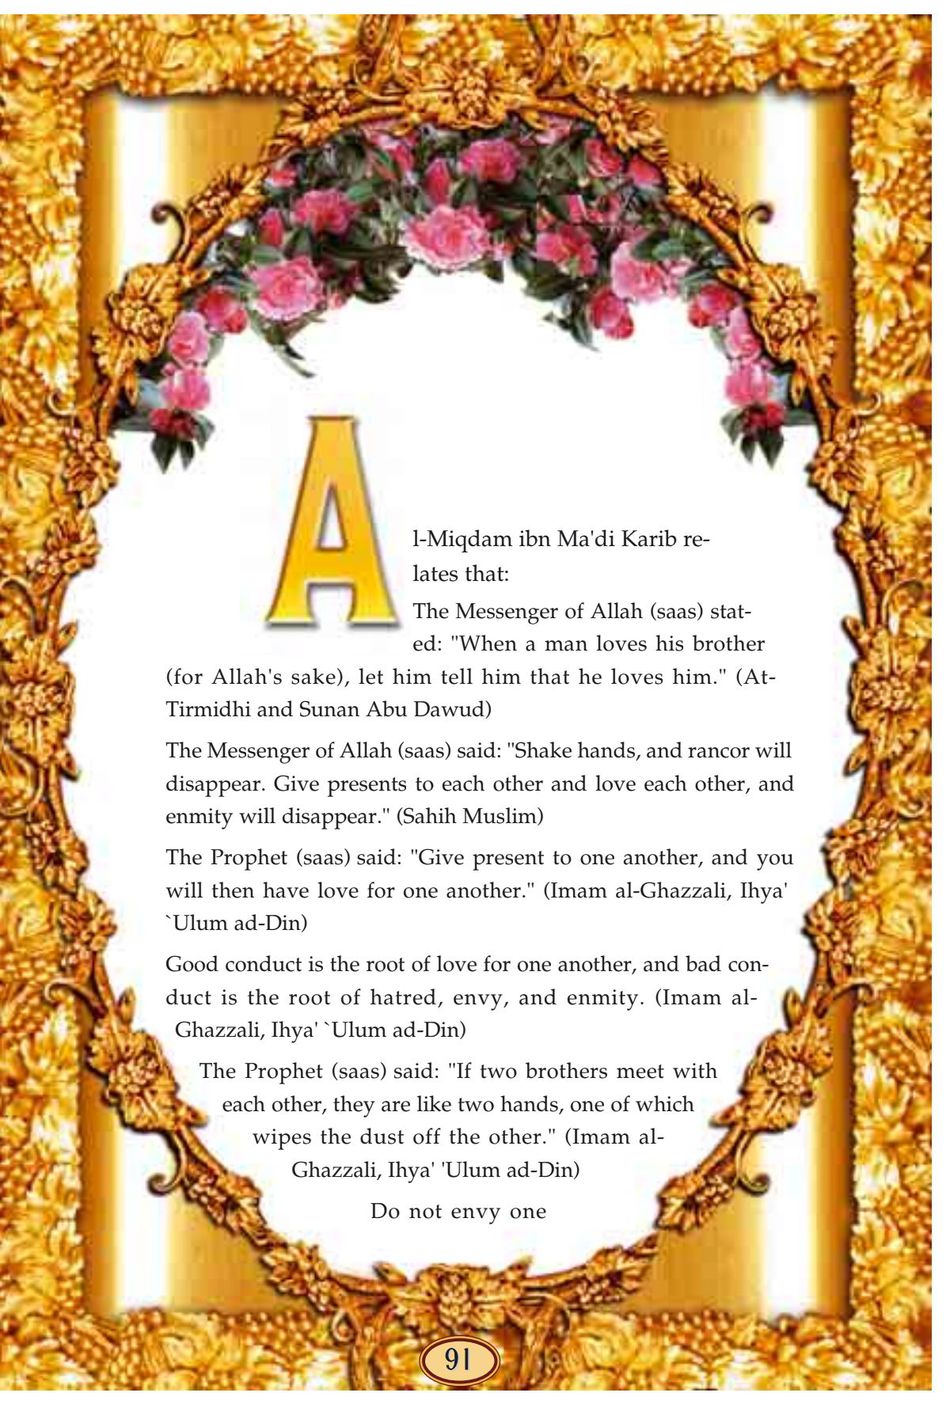 Al-Miqdam ibn Ma'di Karib re-
lates that:
The Messenger of Allah (saas) stat-
ed: "When a man loves his brother
(for Allah's sake), let him tell him that he loves him." (At-
Tirmidhi and Sunan Abu Dawud)
The Messenger of Allah (saas) said: "Shake hands, and rancor will
disappear. Give presents to each other and love each other, and
enmity will disappear." (Sahih Muslim)
The Prophet (saas) said: "Give present to one another, and you
will then have love for one another." (Imam al-Ghazzali, Ihya'
`Ulum ad-Din)
Good conduct is the root of love for one another, and bad con-
duct is the root of hatred, envy, and enmity. (Imam al-
Ghazzali, Ihya' `Ulum ad-Din)
The Prophet (saas) said: "If two brothers meet with
each other, they are like two hands, one of which
wipes the dust off the other." (Imam al-
Ghazzali, Ihya' 'Ulum ad-Din)
Do not envy one
91